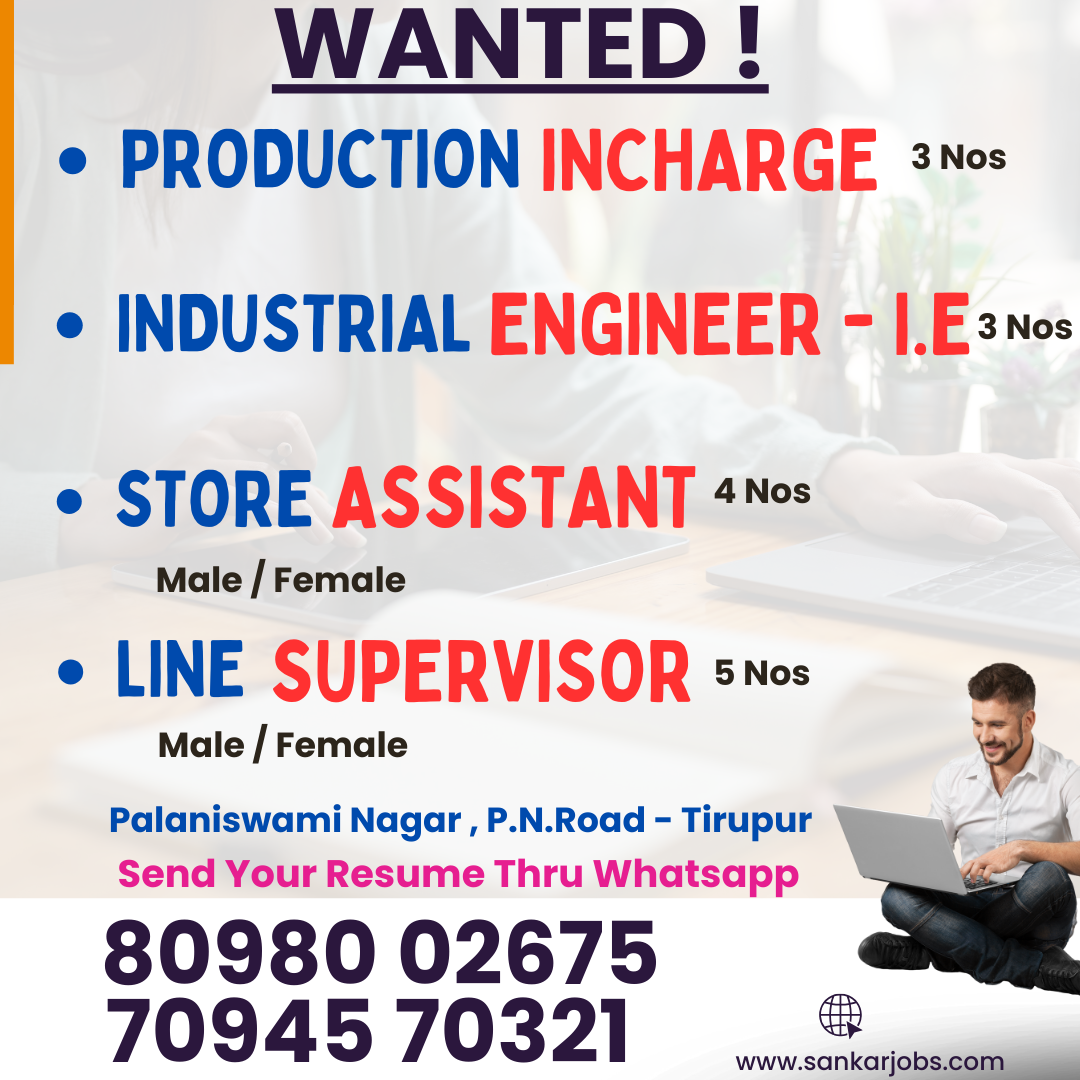 WANTED !
• PRODUCTION INCHARGE 3 Nos
• INDUSTRIAL ENGINEER - I.E 3 Nos
• STORE ASSISTANT 4 Nos
Male / Female
• LINE SUPERVISOR 5 Nos
Male / Female
Palaniswami Nagar , P.N.Road - Tirupur
Send Your Resume Thru Whatsapp
80980 02675
70945 70321
www.sankarjobs.com